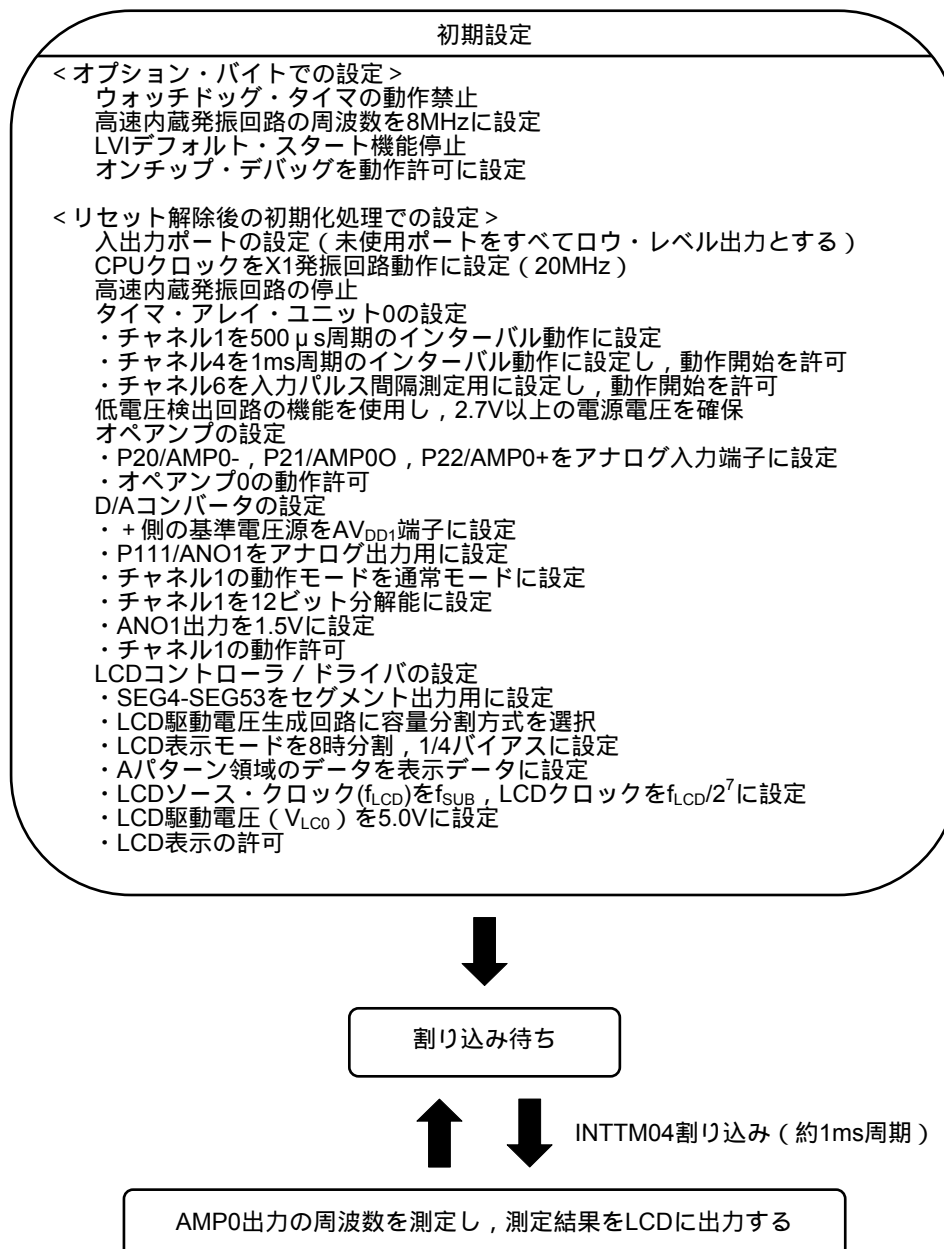 初期設定
＜オプション・バイトでの設定＞
ウォッチドッグ・タイマの動作禁止
高速内蔵発振回路の周波数を8MHzに設定
LVIデフォルト・スタート機能停止
オンチップ・デバッグを動作許可に設定
＜リセット解除後の初期化処理での設定＞
入出力ポートの設定（未使用ポートをすべてロウ・レベル出力とする）
CPUクロックをX1発振回路動作に設定（20MHz）
高速内蔵発振回路の停止
タイマ・アレイ・ユニット0の設定
・チャネル1を500μs周期のインターバル動作に設定
・チャネル4を1ms周期のインターバル動作に設定し，動作開始を許可
・チャネル6を入力パルス間隔測定用に設定し，動作開始を許可
低電圧検出回路の機能を使用し，2.7V以上の電源電圧を確保
オペアンプの設定
・P20/AMP0-，P21/AMP0O，P22/AMP0+をアナログ入力端子に設定
・オペアンプ0の動作許可
D/Aコンバータの設定
・＋側の基準電圧源をAVDD1端子に設定
・P111/ANO1をアナログ出力用に設定
・チャネル1の動作モードを通常モードに設定
・チャネル1を12ビット分解能に設定
・ANO1出力を1.5Vに設定
・チャネル1の動作許可
LCDコントローラ／ドライバの設定
・SEG4-SEG53をセグメント出力用に設定
・LCD駆動電圧生成回路に容量分割方式を選択
・LCD表示モードを8時分割，1/4バイアスに設定
・Aパターン領域のデータを表示データに設定
・LCDソース・クロック(fLCD)をfSUB，LCDクロックをfLCD/2⁷に設定
・LCD駆動電圧（VLC0）を5.0Vに設定
・LCD表示の許可
割り込み待ち
INTTM04割り込み（約1ms周期）
AMP0出力の周波数を測定し，測定結果をLCDに出力する